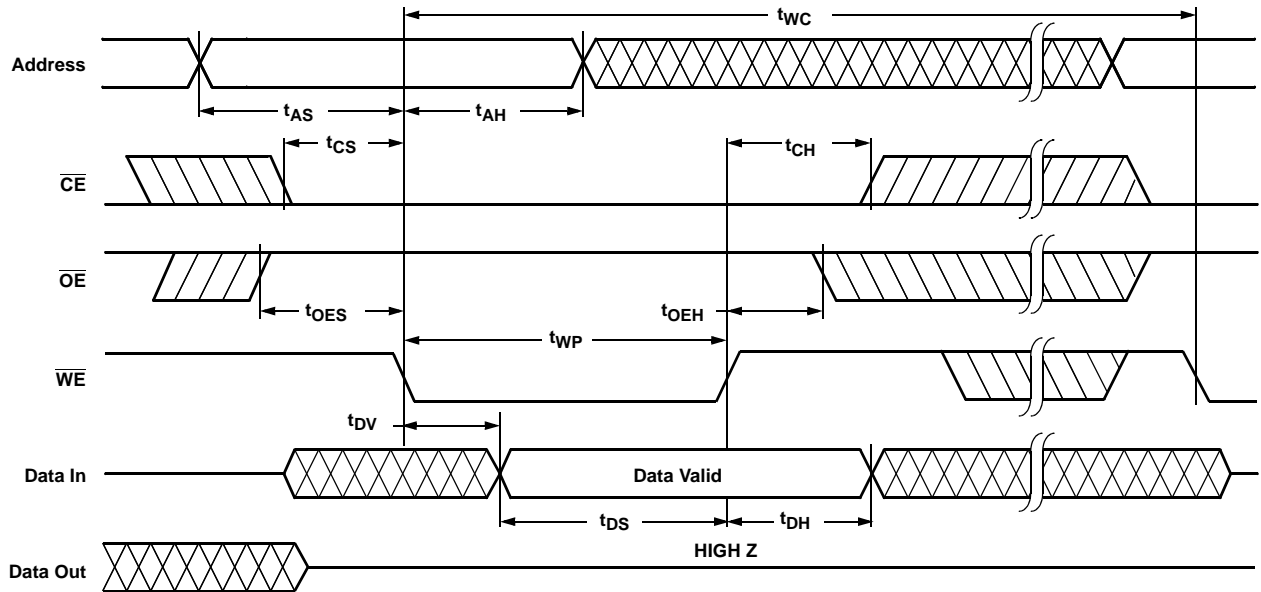 tWC
Address
tAS
tAH
tCS
tCH
CE
OE
tOES
tOEH
tWP
WE
tDV
Data In
Data Valid
tDS
tDH
HIGH Z
Data Out